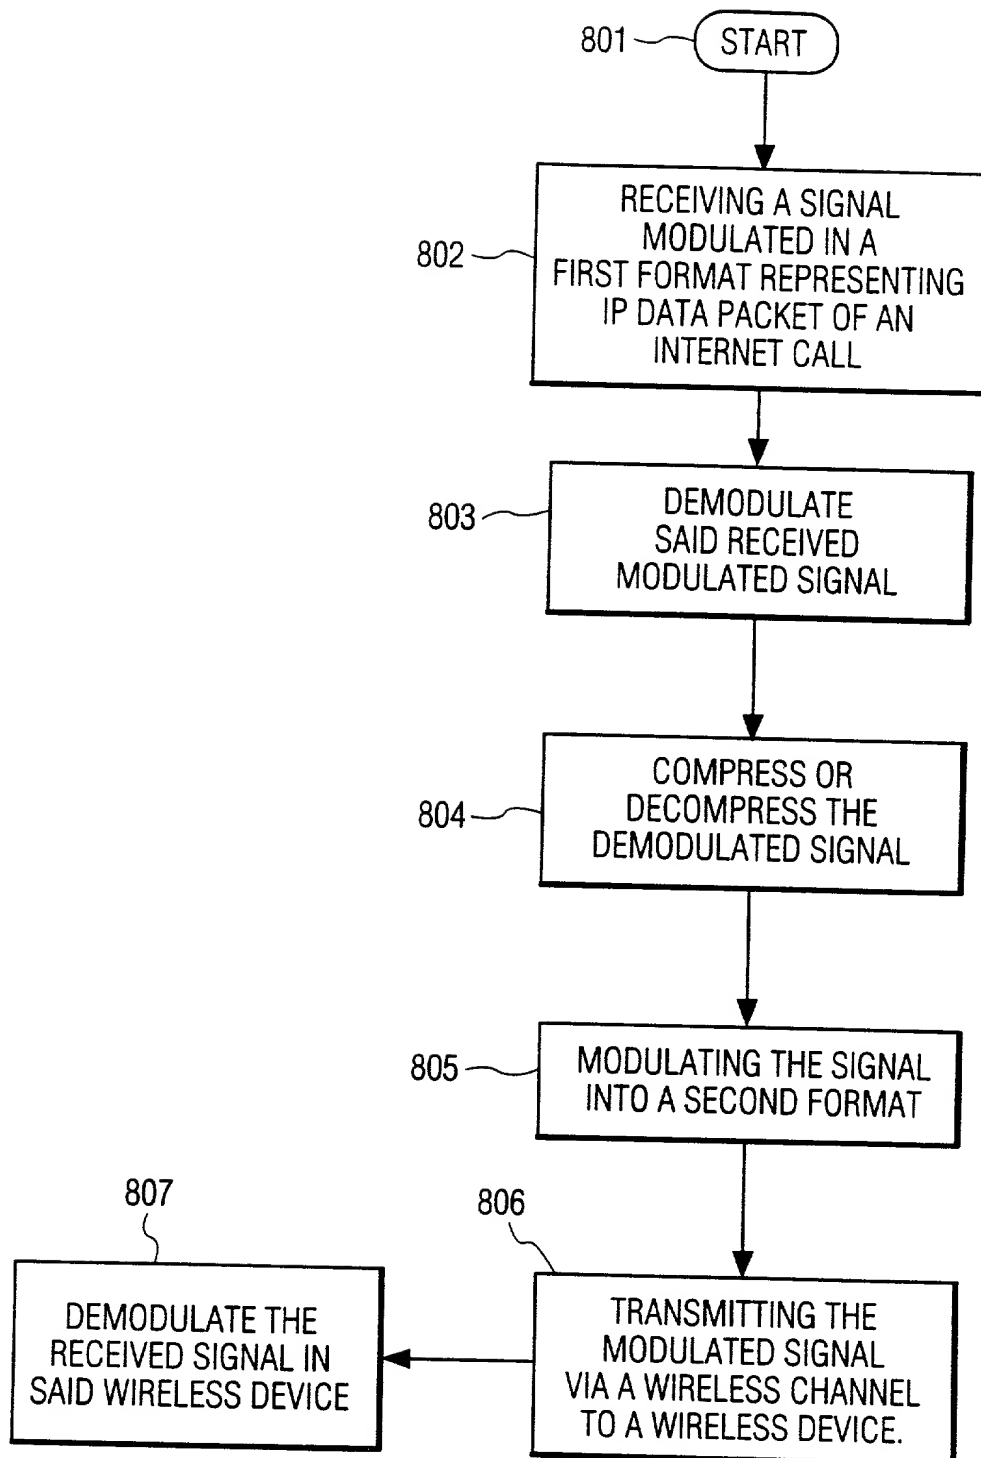 801
START
802
RECEIVING A SIGNAL
MODULATED IN A
FIRST FORMAT REPRESENTING
IP DATA PACKET OF AN
INTERNET CALL
803
DEMODULATE
SAID RECEIVED
MODULATED SIGNAL
804
COMPRESS OR
DECOMPRESS THE
DEMODULATED SIGNAL
805
MODULATING THE SIGNAL
INTO A SECOND FORMAT
806
TRANSMITTING THE
MODULATED SIGNAL
VIA A WIRELESS CHANNEL
TO A WIRELESS DEVICE.
807
DEMODULATE THE
RECEIVED SIGNAL IN
SAID WIRELESS DEVICE